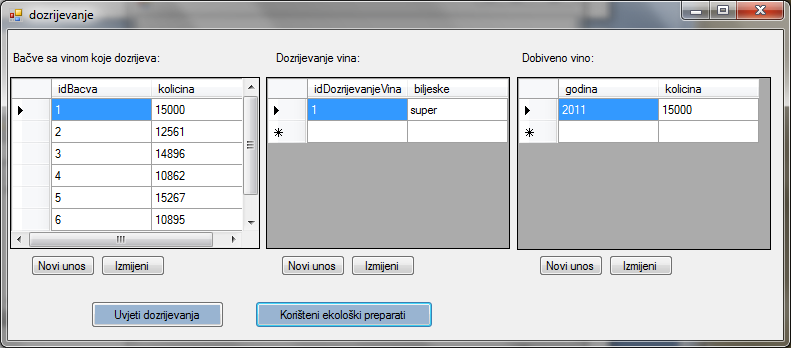 dozrijevanje
Bačve sa vinom koje dozrijeva:
idBacva kolicina
1 15000
2 12561
3 14896
4 10862
5 15267
6 10895
Novi unos Izmijeni
Dozrijevanje vina:
idDozrijevanjeVina biljeske
1 super
Novi unos Izmijeni
Dobiveno vino:
godina kolicina
2011 15000
Novi unos Izmijeni
Uvjeti dozrijevanja Korišteni ekološki preparati